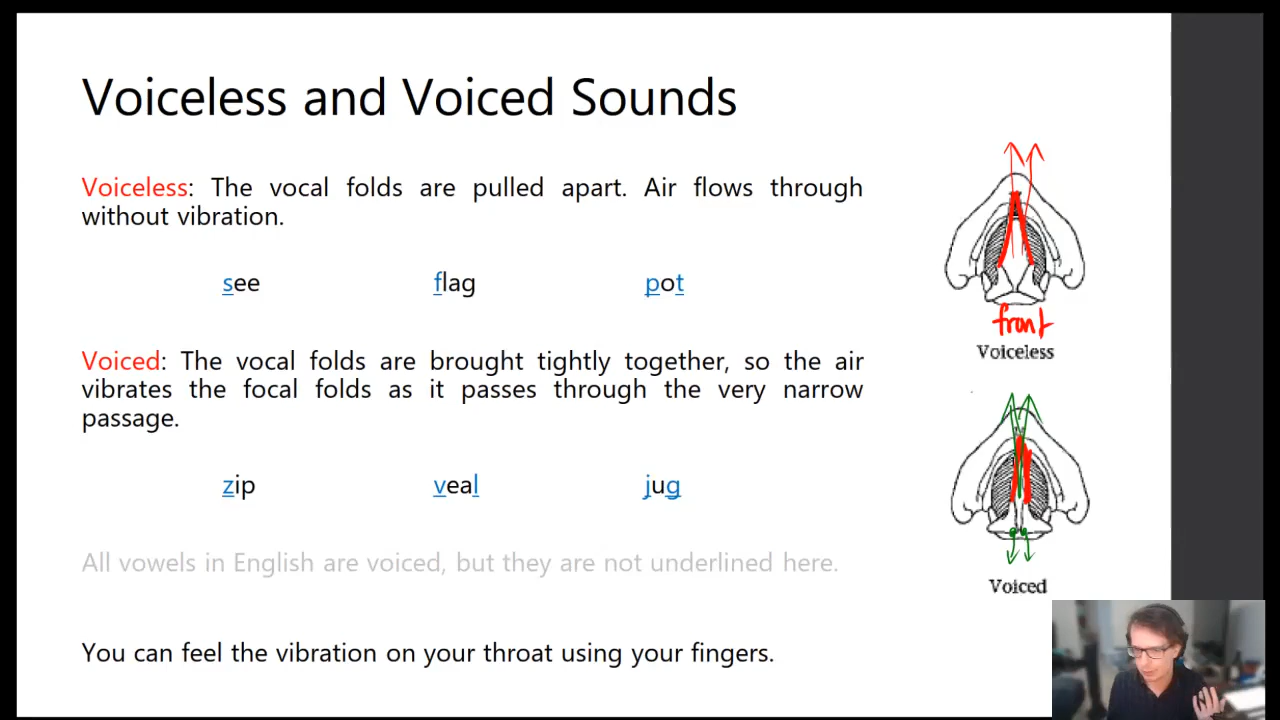 Voiceless and Voiced Sounds
Voiceless: The vocal folds are pulled apart. Air flows through
without vibration.
see flag pot
front
Voiceless
Voiced: The vocal folds are brought tightly together, so the air
vibrates the focal folds as it passes through the very narrow
passage.
zip veal jug
All vowels in English are voiced, but they are not underlined here.
Voiced
You can feel the vibration on your throat using your fingers.